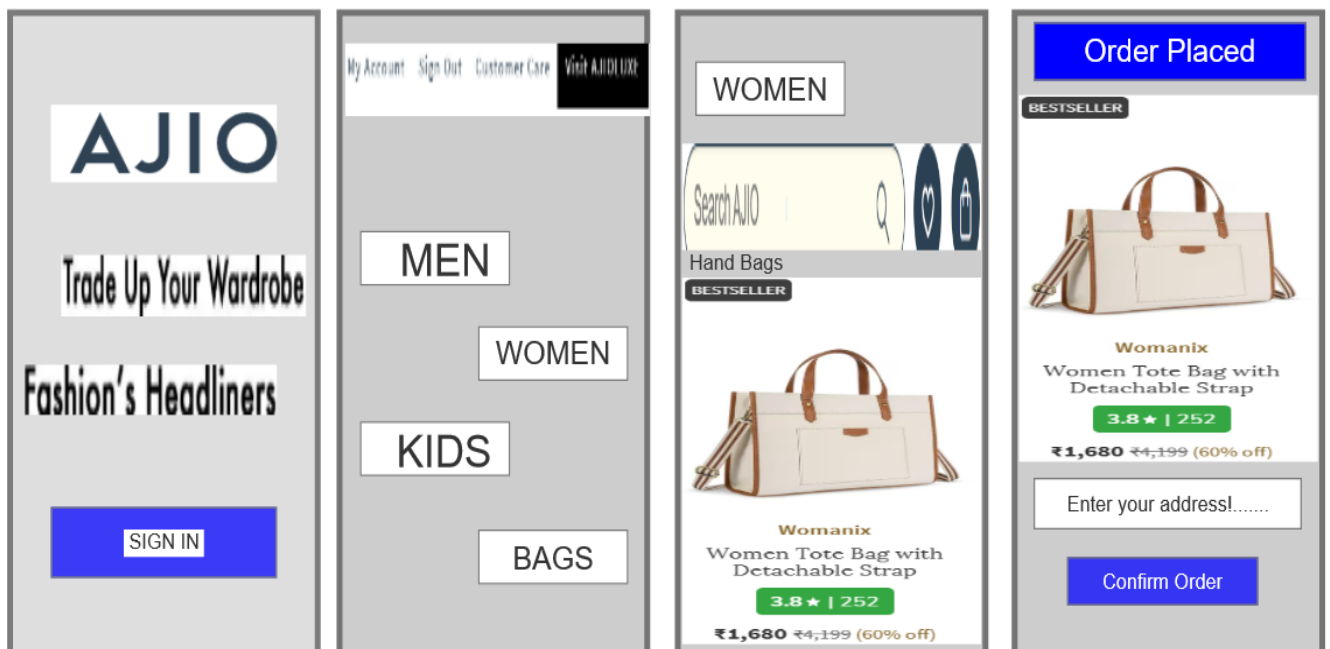 AJIO
Trade Up Your Wardrobe
Fashion's Headliners
SIGN IN
My Account Sign Out Customer Care Visit AJIOLUXE
MEN
WOMEN
KIDS
BAGS
WOMEN
Search AJIO
Hand Bags
BESTSELLER
Womanix
Women Tote Bag with
Detachable Strap
3.8 ★ | 252
₹1,680 ₹4,199 (60% off)
Order Placed
BESTSELLER
Womanix
Women Tote Bag with
Detachable Strap
3.8 ★ | 252
₹1,680 ₹4,199 (60% off)
Enter your address!.......
Confirm Order